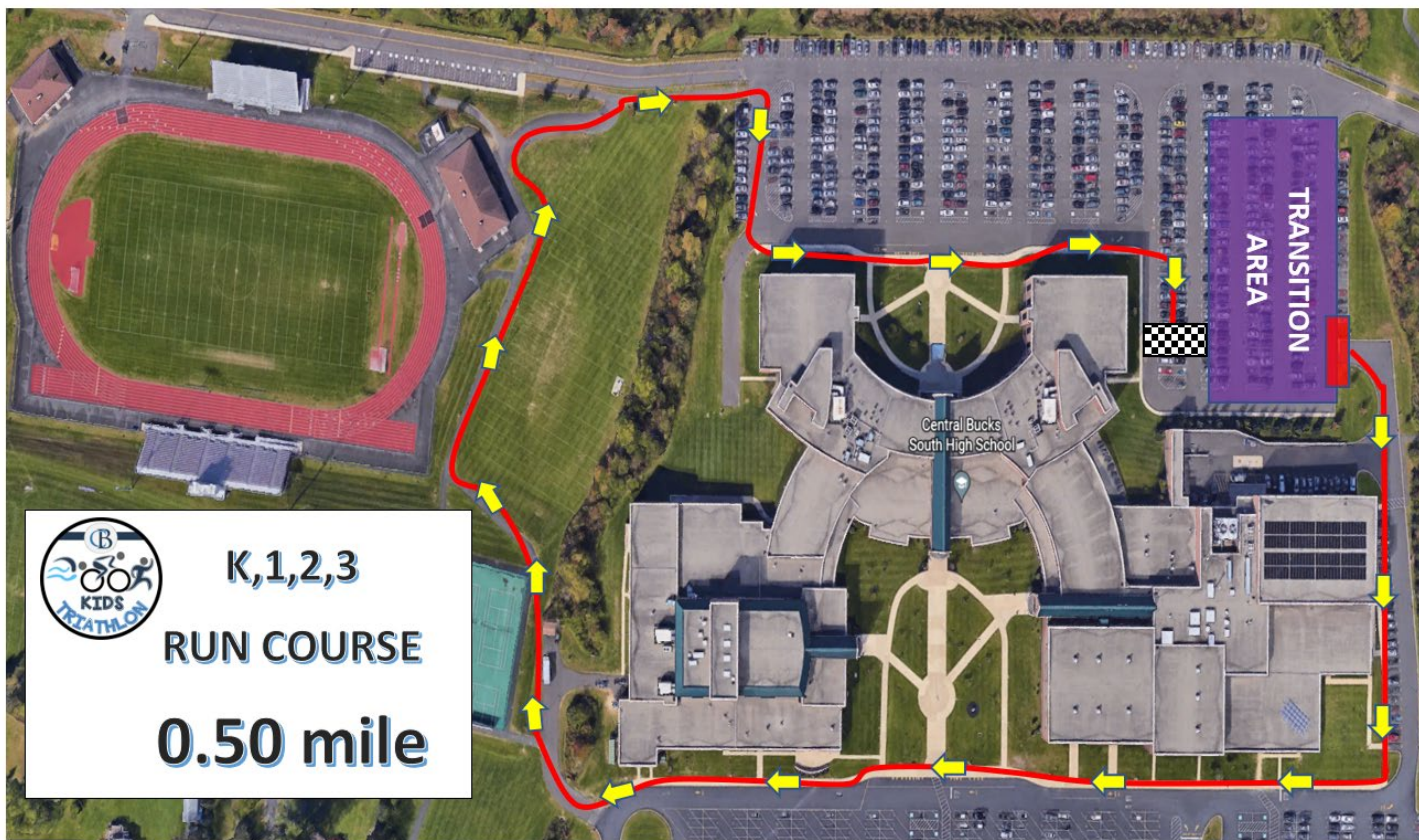 TRANSITION
AREA
Central Bucks
South High School
CB
KIDS
TRIATHLON
K,1,2,3
RUN COURSE
0.50 mile